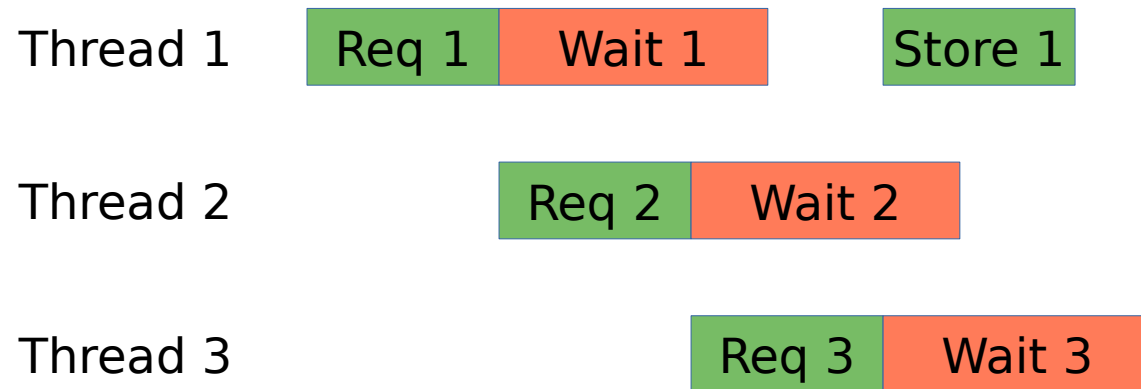 Thread 1 Req 1 Wait 1 Store 1
Thread 2 Req 2 Wait 2
Thread 3 Req 3 Wait 3